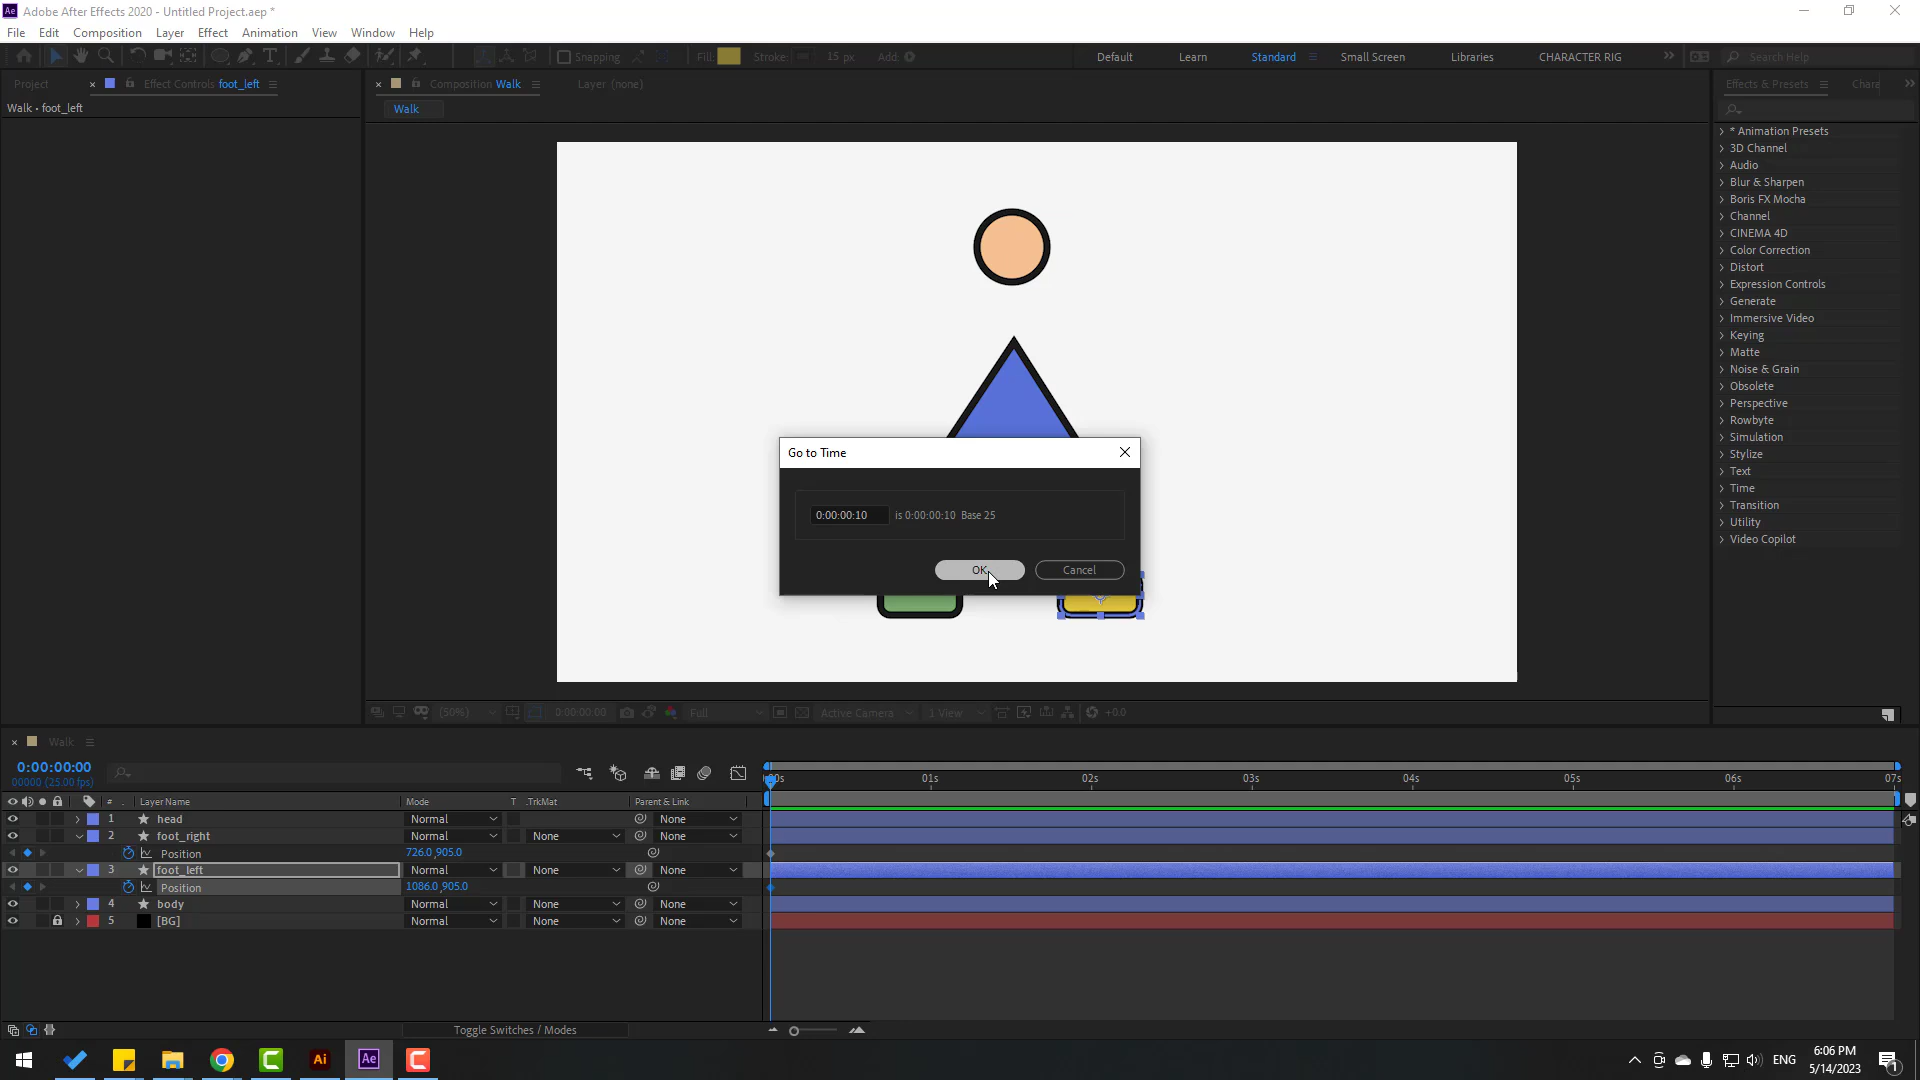 Adobe After Effects 2020 - Untitled Project.aep *
File Edit Composition Layer Effect Animation View Window Help
Snapping Fill: Stroke: 15 px Add: Default Learn Standard Small Screen Libraries CHARACTER RIG Search Help
Project Effect Controls foot_left Composition Walk Layer (none) Effects & Presets Chara
Walk • foot_left
Walk
* Animation Presets
3D Channel
Audio
Blur & Sharpen
Boris FX Mocha
Channel
CINEMA 4D
Color Correction
Distort
Expression Controls
Generate
Immersive Video
Keying
Matte
Noise & Grain
Obsolete
Perspective
Rowbyte
Simulation
Stylize
Text
Time
Transition
Utility
Video Copilot
Go to Time
0:00:00:10 is 0:00:00:10 Base 25
OK Cancel
(50%) 0:00:00:00 Full Active Camera 1 View +0.0
Walk
0:00:00:00
00000 (25.00 fps)
00s 01s 02s 03s 04s 05s 06s 07s
# Layer Name Mode T .TrkMat Parent & Link
1 head Normal None
2 foot_right Normal None None
Position 726.0,905.0
3 foot_left Normal None None
Position 1086.0,905.0
4 body Normal None None
5 [BG] Normal None None
Toggle Switches / Modes
Ai Ae
ENG
6:06 PM
5/14/2023
1